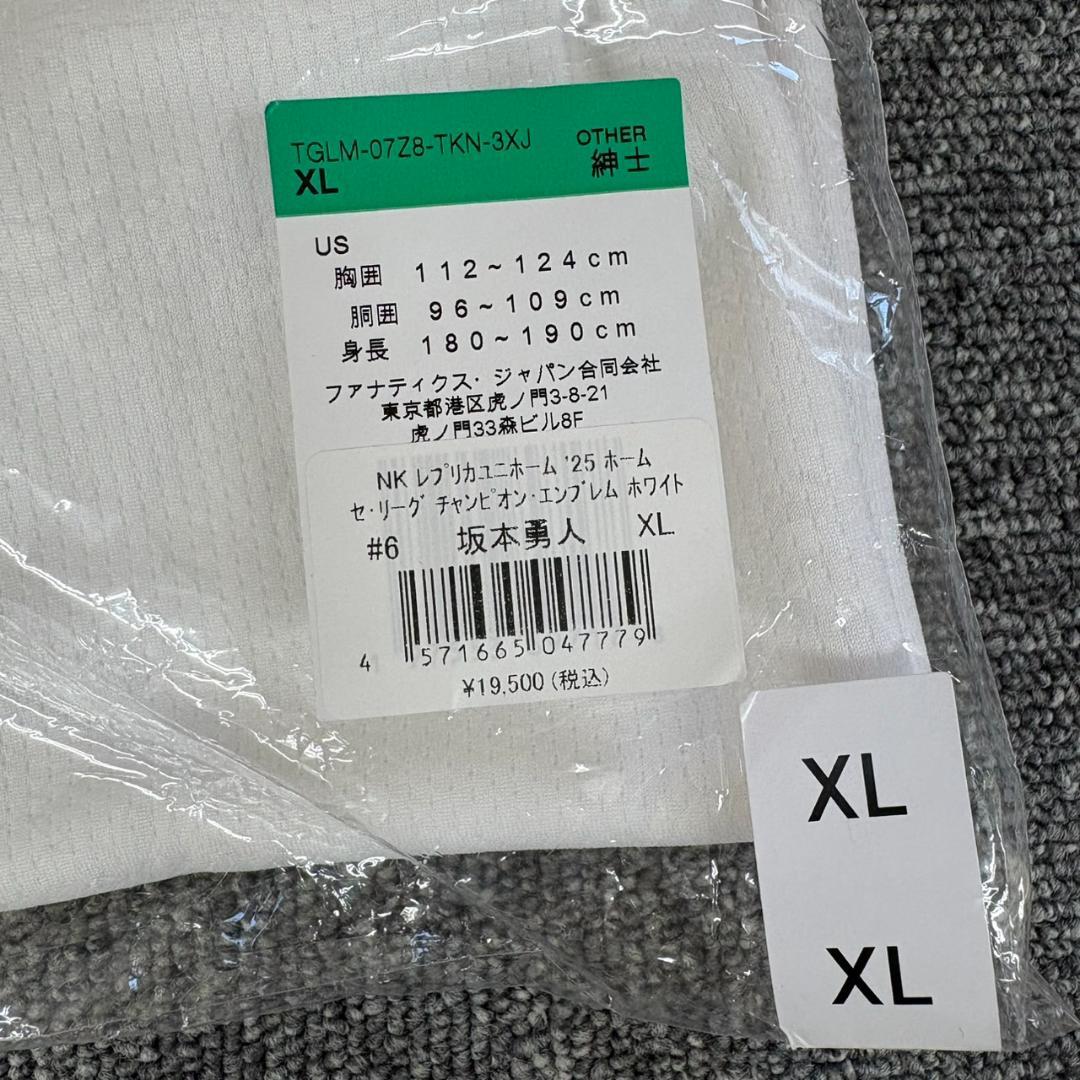 TGLM-07Z8-TKN-3XJ OTHER
XL 紳士
US
胸囲 112~124cm
胴囲 96~109cm
身長 180~190cm
ファナティクス・ジャパン合同会社
東京都港区虎ノ門3-8-21
虎ノ門33森ビル8F
NK レプリカユニホーム '25 ホーム
セ・リーグ チャンピオン・エンブレム ホワイト
#6 坂本勇人 XL
4 571665 047779
¥19,500(税込)
XL
XL